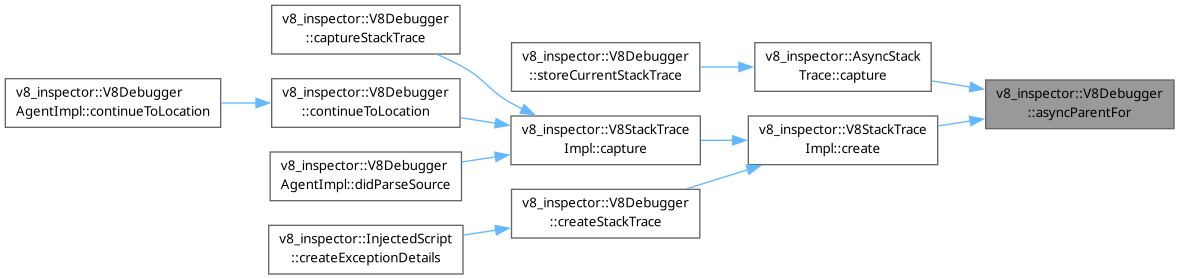 v8_inspector::V8Debugger
::captureStackTrace
v8_inspector::V8Debugger
AgentImpl::continueToLocation
v8_inspector::V8Debugger
::continueToLocation
v8_inspector::V8Debugger
AgentImpl::didParseSource
v8_inspector::InjectedScript
::createExceptionDetails
v8_inspector::V8Debugger
::storeCurrentStackTrace
v8_inspector::V8StackTrace
Impl::capture
v8_inspector::V8Debugger
::createStackTrace
v8_inspector::AsyncStack
Trace::capture
v8_inspector::V8StackTrace
Impl::create
v8_inspector::V8Debugger
::asyncParentFor